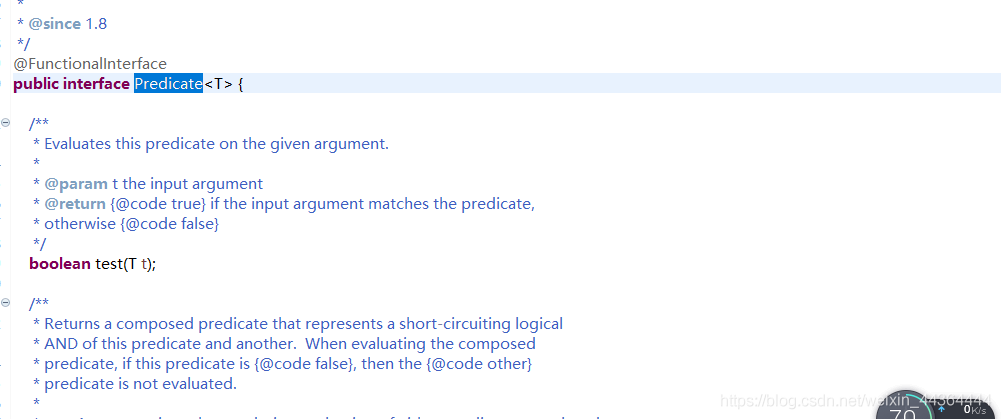 *
* @since 1.8
*/
@FunctionalInterface
public interface Predicate<T> {
/**
* Evaluates this predicate on the given argument.
*
* @param t the input argument
* @return {@code true} if the input argument matches the predicate,
* otherwise {@code false}
*/
boolean test(T t);
/**
* Returns a composed predicate that represents a short-circuiting logical
* AND of this predicate and another.  When evaluating the composed
* predicate, if this predicate is {@code false}, then the {@code other}
* predicate is not evaluated.
*
https://blog.csdn.net/weixin_44364444
0K/s